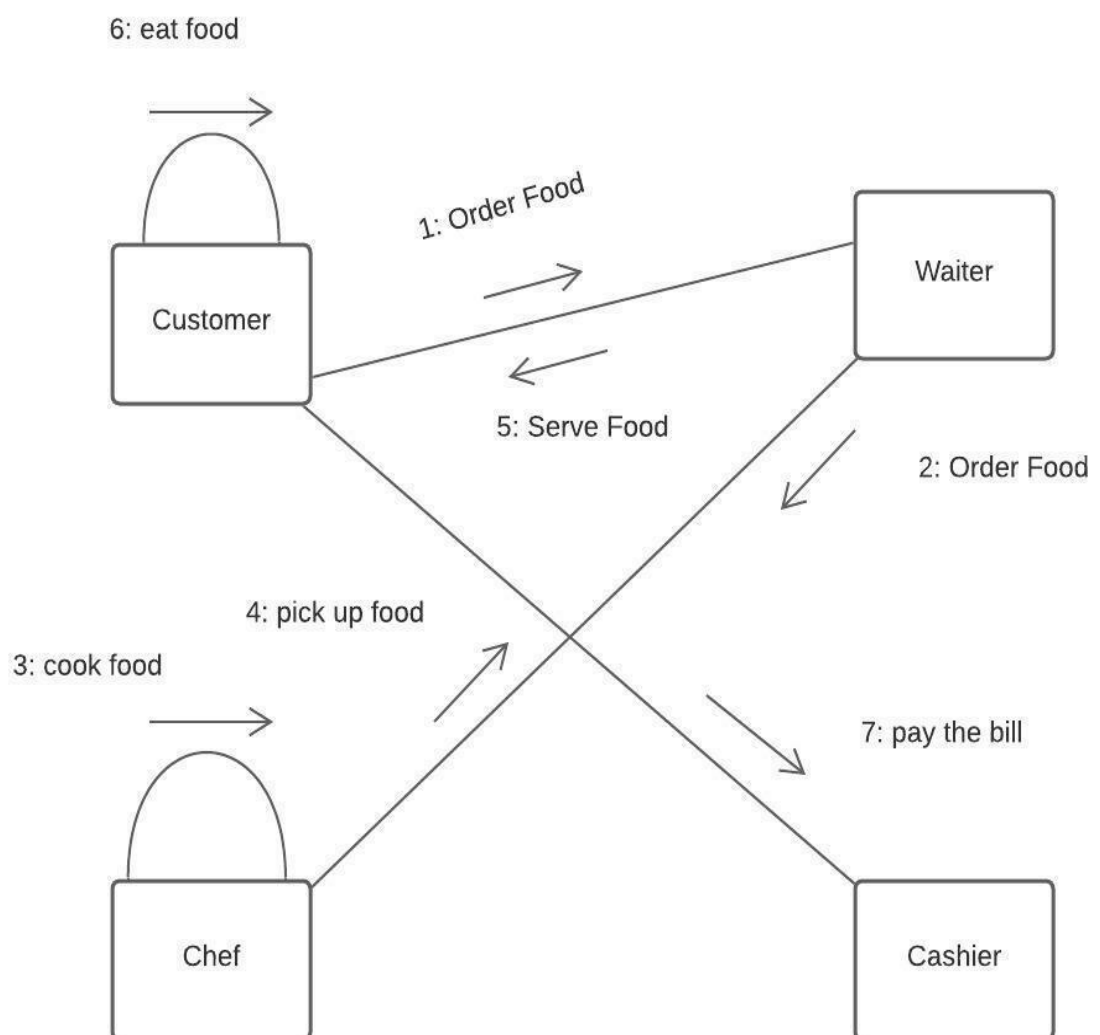 6: eat food
1: Order Food
Waiter
Customer
5: Serve Food
2: Order Food
4: pick up food
3: cook food
7: pay the bill
Chef
Cashier